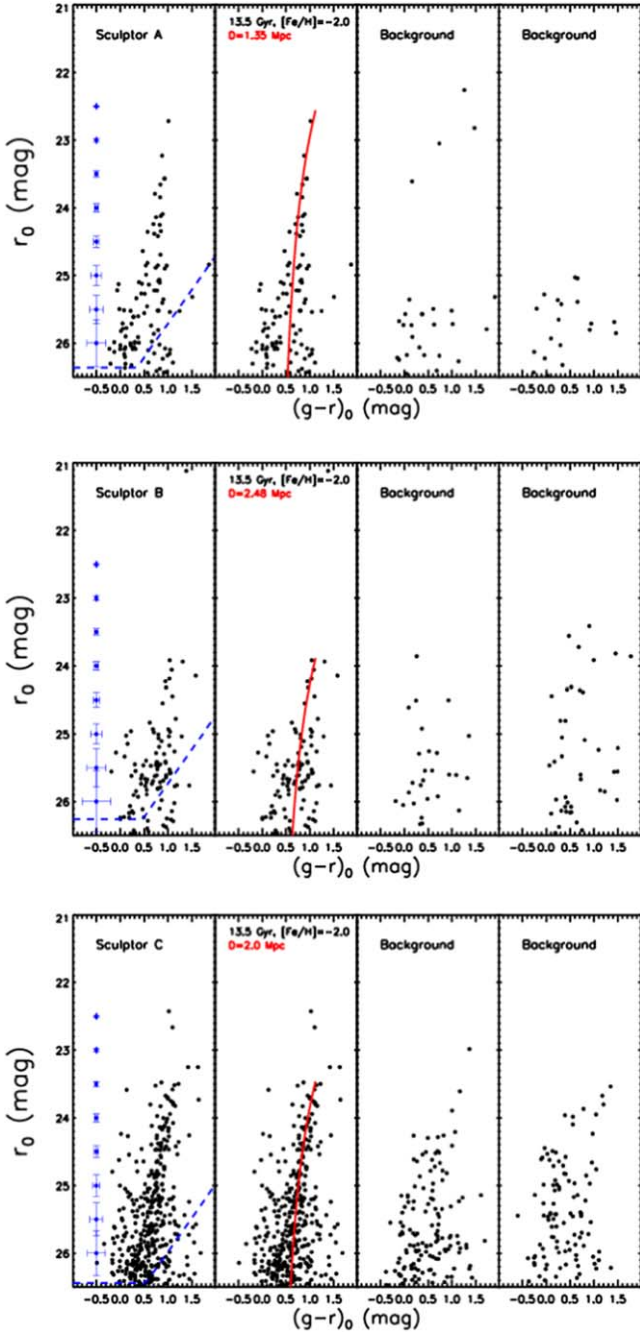 Sculptor A
13.5 Gyr, [Fe/H]=-2.0
D=1.35 Mpc
Background
Background
21
22
23
24
25
26
r₀ (mag)
-0.5 0.0 0.5 1.0 1.5
-0.5 0.0 0.5 1.0 1.5
-0.5 0.0 0.5 1.0 1.5
-0.5 0.0 0.5 1.0 1.5
(g-r)₀ (mag)
Sculptor B
13.5 Gyr, [Fe/H]=-2.0
D=2.48 Mpc
Background
Background
21
22
23
24
25
26
r₀ (mag)
-0.5 0.0 0.5 1.0 1.5
-0.5 0.0 0.5 1.0 1.5
-0.5 0.0 0.5 1.0 1.5
-0.5 0.0 0.5 1.0 1.5
(g-r)₀ (mag)
Sculptor C
13.5 Gyr, [Fe/H]=-2.0
D=2.0 Mpc
Background
Background
21
22
23
24
25
26
r₀ (mag)
-0.5 0.0 0.5 1.0 1.5
-0.5 0.0 0.5 1.0 1.5
-0.5 0.0 0.5 1.0 1.5
-0.5 0.0 0.5 1.0 1.5
(g-r)₀ (mag)